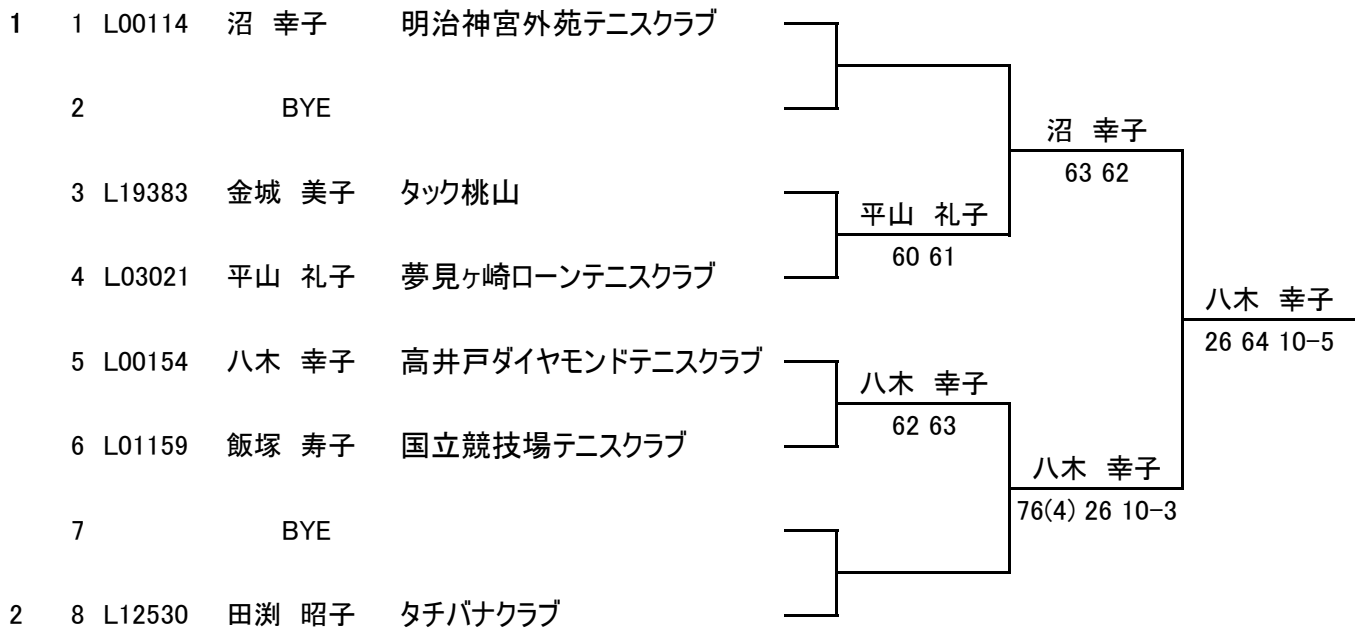 1 1 L00114 沼 幸子 明治神宮外苑テニスクラブ
2 BYE
沼 幸子
63 62
3 L19383 金城 美子 タック桃山
平山 礼子
60 61
4 L03021 平山 礼子 夢見ヶ崎ローンテニスクラブ
八木 幸子
26 64 10-5
5 L00154 八木 幸子 高井戸ダイヤモンドテニスクラブ
八木 幸子
62 63
6 L01159 飯塚 寿子 国立競技場テニスクラブ
八木 幸子
76(4) 26 10-3
7 BYE
2 8 L12530 田渕 昭子 タチバナクラブ